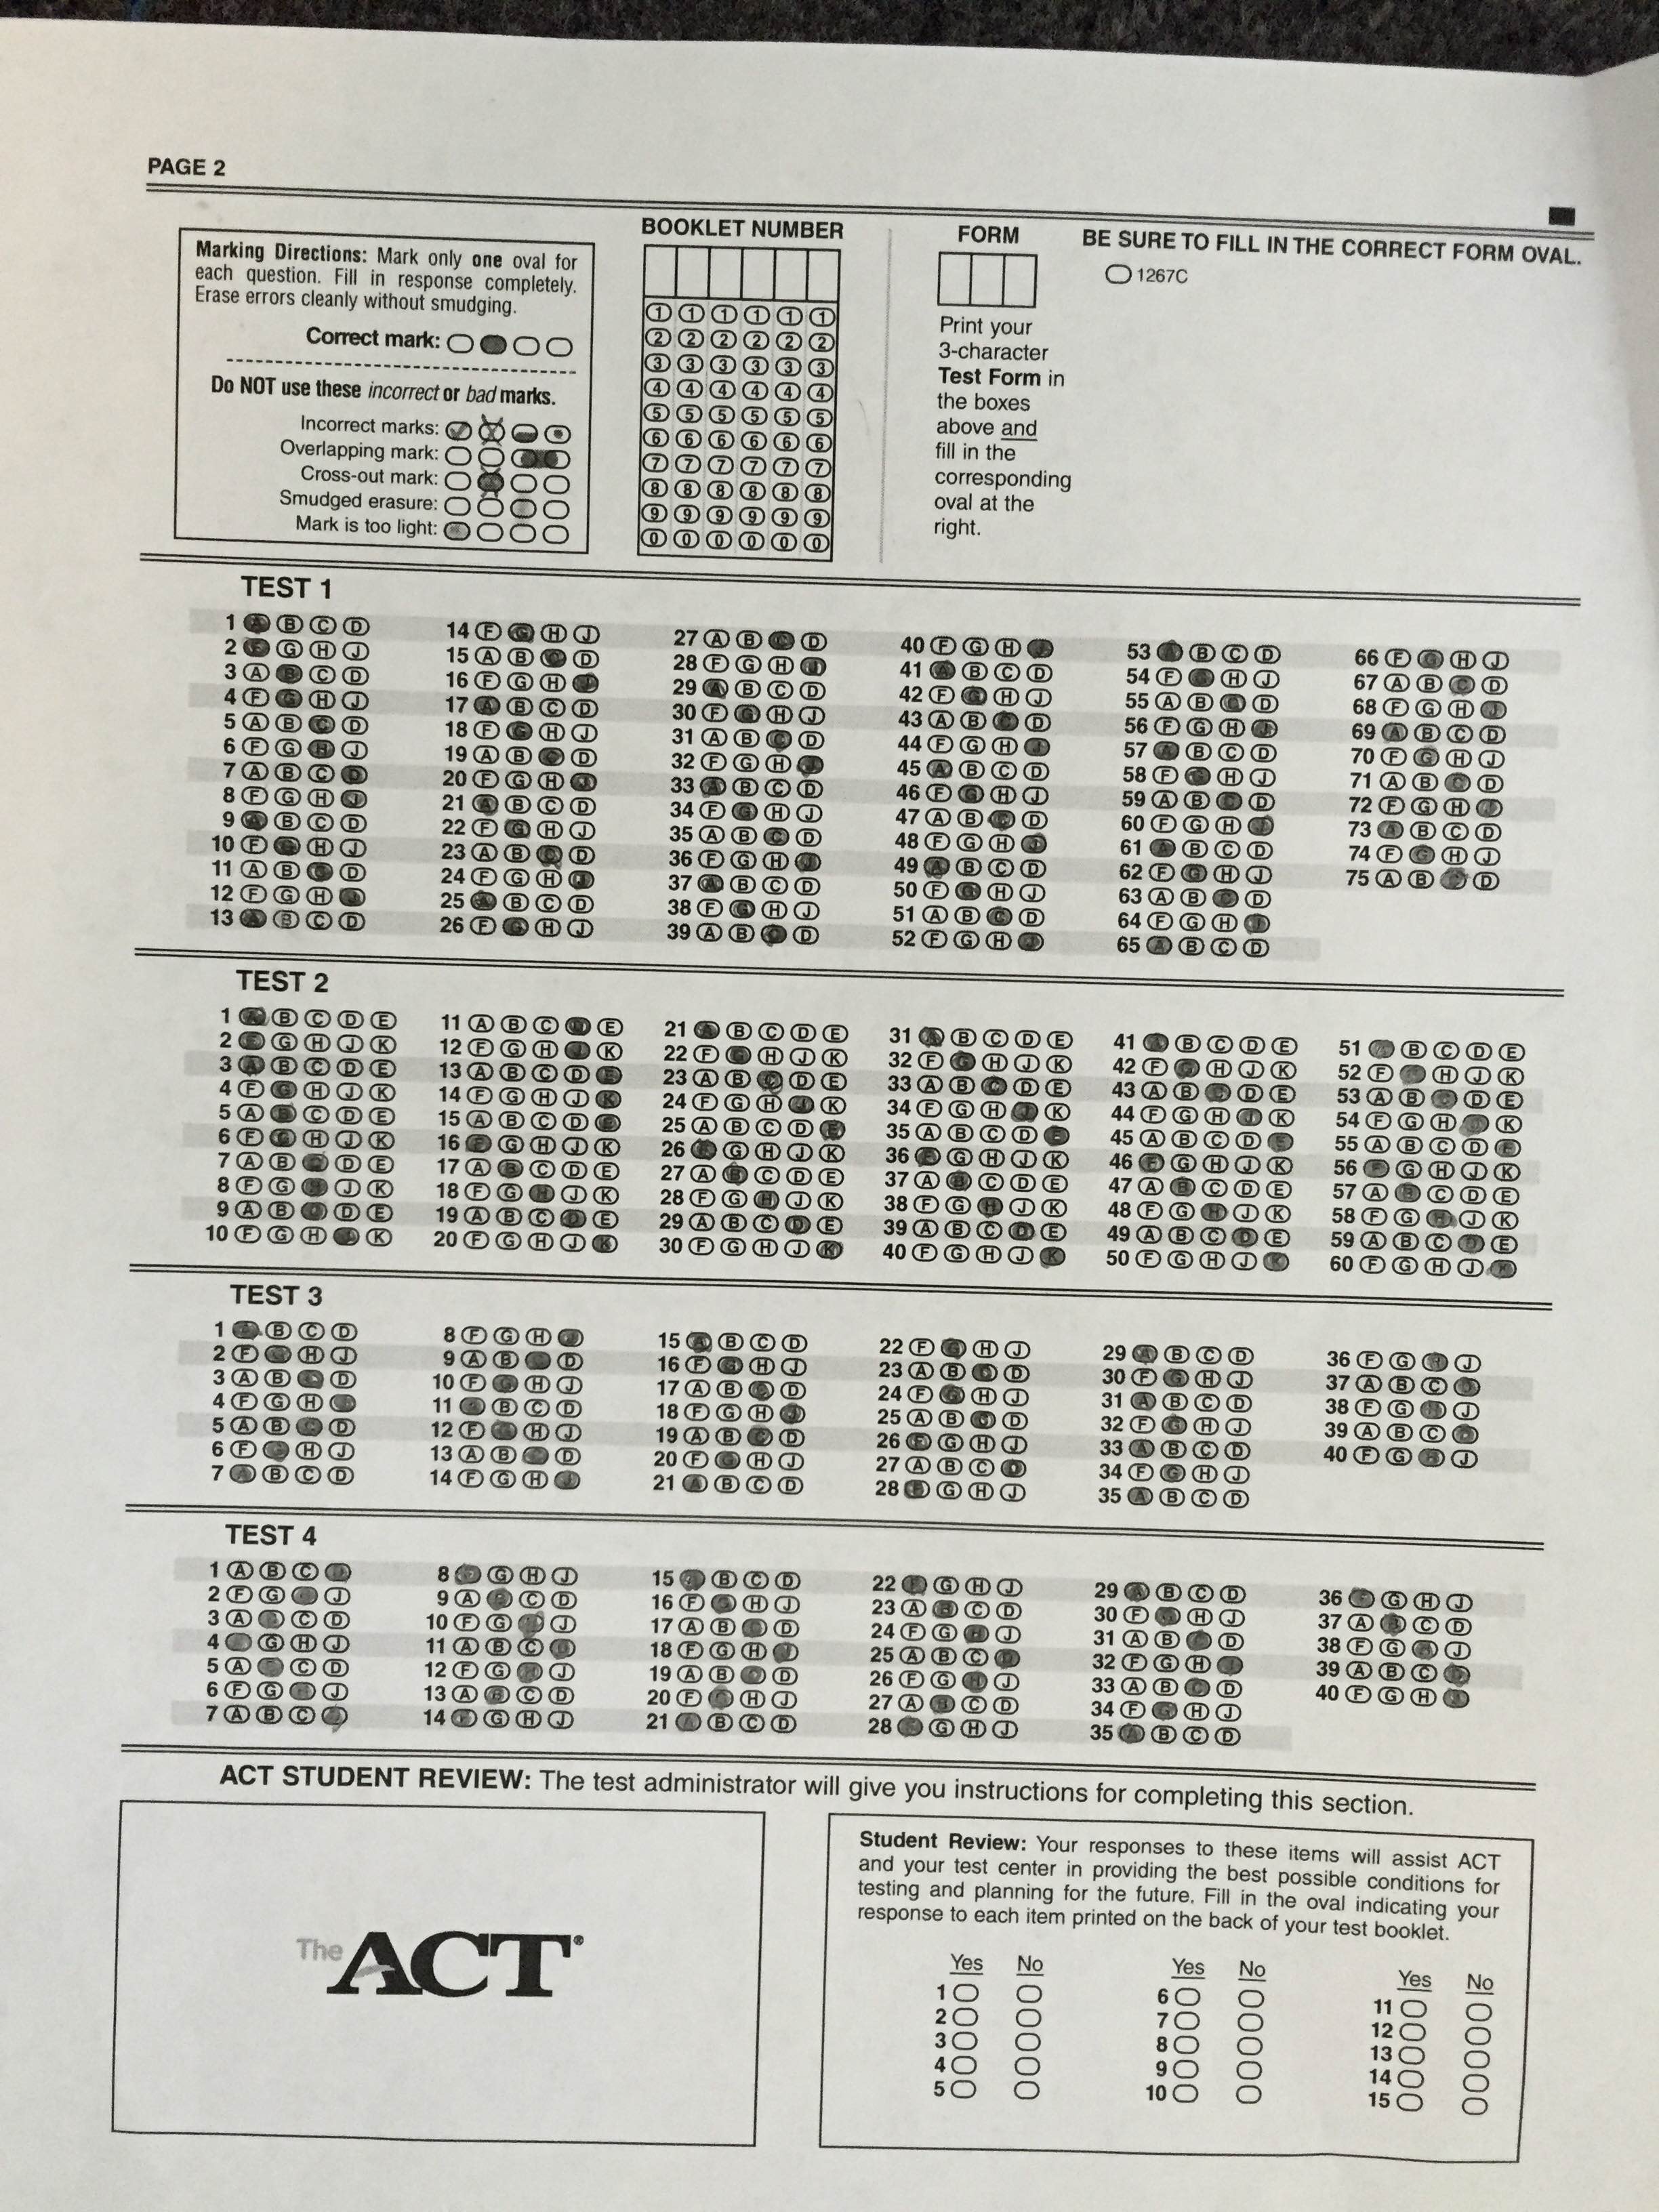 PAGE 2
Marking Directions: Mark only one oval for
each question. Fill in response completely.
Erase errors cleanly without smudging.
Correct mark:
Do NOT use these incorrect or bad marks.
Incorrect marks:
Overlapping mark:
Cross-out mark:
Smudged erasure:
Mark is too light:
BOOKLET NUMBER
1 1 1 1 1 1
2 2 2 2 2 2
3 3 3 3 3 3
4 4 4 4 4 4
5 5 5 5 5 5
6 6 6 6 6 6
7 7 7 7 7 7
8 8 8 8 8 8
9 9 9 9 9 9
0 0 0 0 0 0
FORM
Print your
3-character
Test Form in
the boxes
above and
fill in the
corresponding
oval at the
right.
BE SURE TO FILL IN THE CORRECT FORM OVAL.
1267C
TEST 1
1 A B C D 14 F G H J 27 A B C D 40 F G H J 53 A B C D 66 F G H J
2 F G H J 15 A B C D 28 F G H J 41 A B C D 54 F G H J 67 A B C D
3 A B C D 16 F G H J 29 A B C D 42 F G H J 55 A B C D 68 F G H J
4 F G H J 17 A B C D 30 F G H J 43 A B C D 56 F G H J 69 A B C D
5 A B C D 18 F G H J 31 A B C D 44 F G H J 57 A B C D 70 F G H J
6 F G H J 19 A B C D 32 F G H J 45 A B C D 58 F G H J 71 A B C D
7 A B C D 20 F G H J 33 A B C D 46 F G H J 59 A B C D 72 F G H J
8 F G H J 21 A B C D 34 F G H J 47 A B C D 60 F G H J 73 A B C D
9 A B C D 22 F G H J 35 A B C D 48 F G H J 61 A B C D 74 F G H J
10 F G H J 23 A B C D 36 F G H J 49 A B C D 62 F G H J 75 A B C D
11 A B C D 24 F G H J 37 A B C D 50 F G H J 63 A B C D
12 F G H J 25 A B C D 38 F G H J 51 A B C D 64 F G H J
13 A B C D 26 F G H J 39 A B C D 52 F G H J 65 A B C D
TEST 2
1 A B C D E 11 A B C D E 21 A B C D E 31 A B C D E 41 A B C D E 51 A B C D E
2 F G H J K 12 F G H J K 22 F G H J K 32 F G H J K 42 F G H J K 52 F G H J K
3 A B C D E 13 A B C D E 23 A B C D E 33 A B C D E 43 A B C D E 53 A B C D E
4 F G H J K 14 F G H J K 24 F G H J K 34 F G H J K 44 F G H J K 54 F G H J K
5 A B C D E 15 A B C D E 25 A B C D E 35 A B C D E 45 A B C D E 55 A B C D E
6 F G H J K 16 F G H J K 26 F G H J K 36 F G H J K 46 F G H J K 56 F G H J K
7 A B C D E 17 A B C D E 27 A B C D E 37 A B C D E 47 A B C D E 57 A B C D E
8 F G H J K 18 F G H J K 28 F G H J K 38 F G H J K 48 F G H J K 58 F G H J K
9 A B C D E 19 A B C D E 29 A B C D E 39 A B C D E 49 A B C D E 59 A B C D E
10 F G H J K 20 F G H J K 30 F G H J K 40 F G H J K 50 F G H J K 60 F G H J K
TEST 3
1 A B C D 8 F G H J 15 A B C D 22 F G H J 29 A B C D 36 F G H J
2 F G H J 9 A B C D 16 F G H J 23 A B C D 30 F G H J 37 A B C D
3 A B C D 10 F G H J 17 A B C D 24 F G H J 31 A B C D 38 F G H J
4 F G H J 11 A B C D 18 F G H J 25 A B C D 32 F G H J 39 A B C D
5 A B C D 12 F G H J 19 A B C D 26 F G H J 33 A B C D 40 F G H J
6 F G H J 13 A B C D 20 F G H J 27 A B C D 34 F G H J
7 A B C D 14 F G H J 21 A B C D 28 F G H J 35 A B C D
TEST 4
1 A B C D 8 F G H J 15 A B C D 22 F G H J 29 A B C D 36 F G H J
2 F G H J 9 A B C D 16 F G H J 23 A B C D 30 F G H J 37 A B C D
3 A B C D 10 F G H J 17 A B C D 24 F G H J 31 A B C D 38 F G H J
4 F G H J 11 A B C D 18 F G H J 25 A B C D 32 F G H J 39 A B C D
5 A B C D 12 F G H J 19 A B C D 26 F G H J 33 A B C D 40 F G H J
6 F G H J 13 A B C D 20 F G H J 27 A B C D 34 F G H J
7 A B C D 14 F G H J 21 A B C D 28 F G H J 35 A B C D
ACT STUDENT REVIEW: The test administrator will give you instructions for completing this section.
The ACT®
Student Review: Your responses to these items will assist ACT
and your test center in providing the best possible conditions for
testing and planning for the future. Fill in the oval indicating your
response to each item printed on the back of your test booklet.
Yes No Yes No Yes No
1 6 11
2 7 12
3 8 13
4 9 14
5 10 15